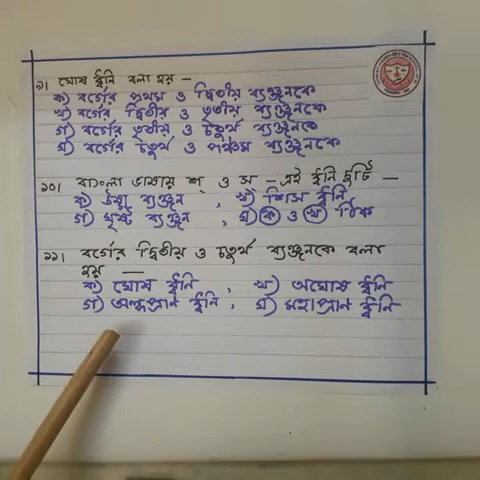 ৯। ঘোষ ধ্বনি বলা হয় —
ক) বর্গের প্রথম ও দ্বিতীয় ব্যঞ্জনকে
খ) বর্গের দ্বিতীয় ও তৃতীয় ব্যঞ্জনকে
গ) বর্গের তৃতীয় ও চতুর্থ ব্যঞ্জনকে
ঘ) বর্গের চতুর্থ ও পঞ্চম ব্যঞ্জনকে
১০। বাংলা ভাষায় শ্ ও স্ — এই ধ্বনি দুটি —
ক) উষ্ম ব্যঞ্জন , খ) শিস ধ্বনি
গ) ঘৃষ্ট ব্যঞ্জন , ঘ) ক ও খ ঠিক
১১। বর্গের দ্বিতীয় ও চতুর্থ ব্যঞ্জনকে বলা
হয় —
ক) ঘোষ ধ্বনি , খ) অঘোষ ধ্বনি
গ) অল্পপ্রাণ ধ্বনি , ঘ) মহাপ্রাণ ধ্বনি